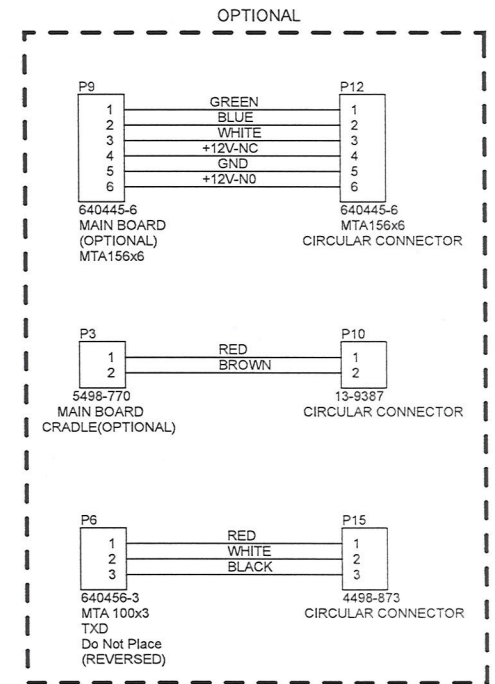 OPTIONAL
P9
P12
1 GREEN 1
2 BLUE 2
3 WHITE 3
4 +12V-NC 4
5 GND 5
6 +12V-N0 6
640445-6
MAIN BOARD
(OPTIONAL)
MTA156x6
640445-6
MTA156x6
CIRCULAR CONNECTOR
P3
P10
1 RED 1
2 BROWN 2
5498-770
MAIN BOARD
CRADLE(OPTIONAL)
13-9387
CIRCULAR CONNECTOR
P6
P15
1 RED 1
2 WHITE 2
3 BLACK 3
640456-3
MTA 100x3
TXD
Do Not Place
(REVERSED)
4498-873
CIRCULAR CONNECTOR